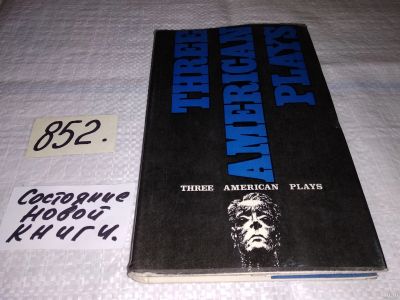 852.
Состояние
Новой
книги.
THREE
AMERICAN
PLAYS
THREE AMERICAN PLAYS